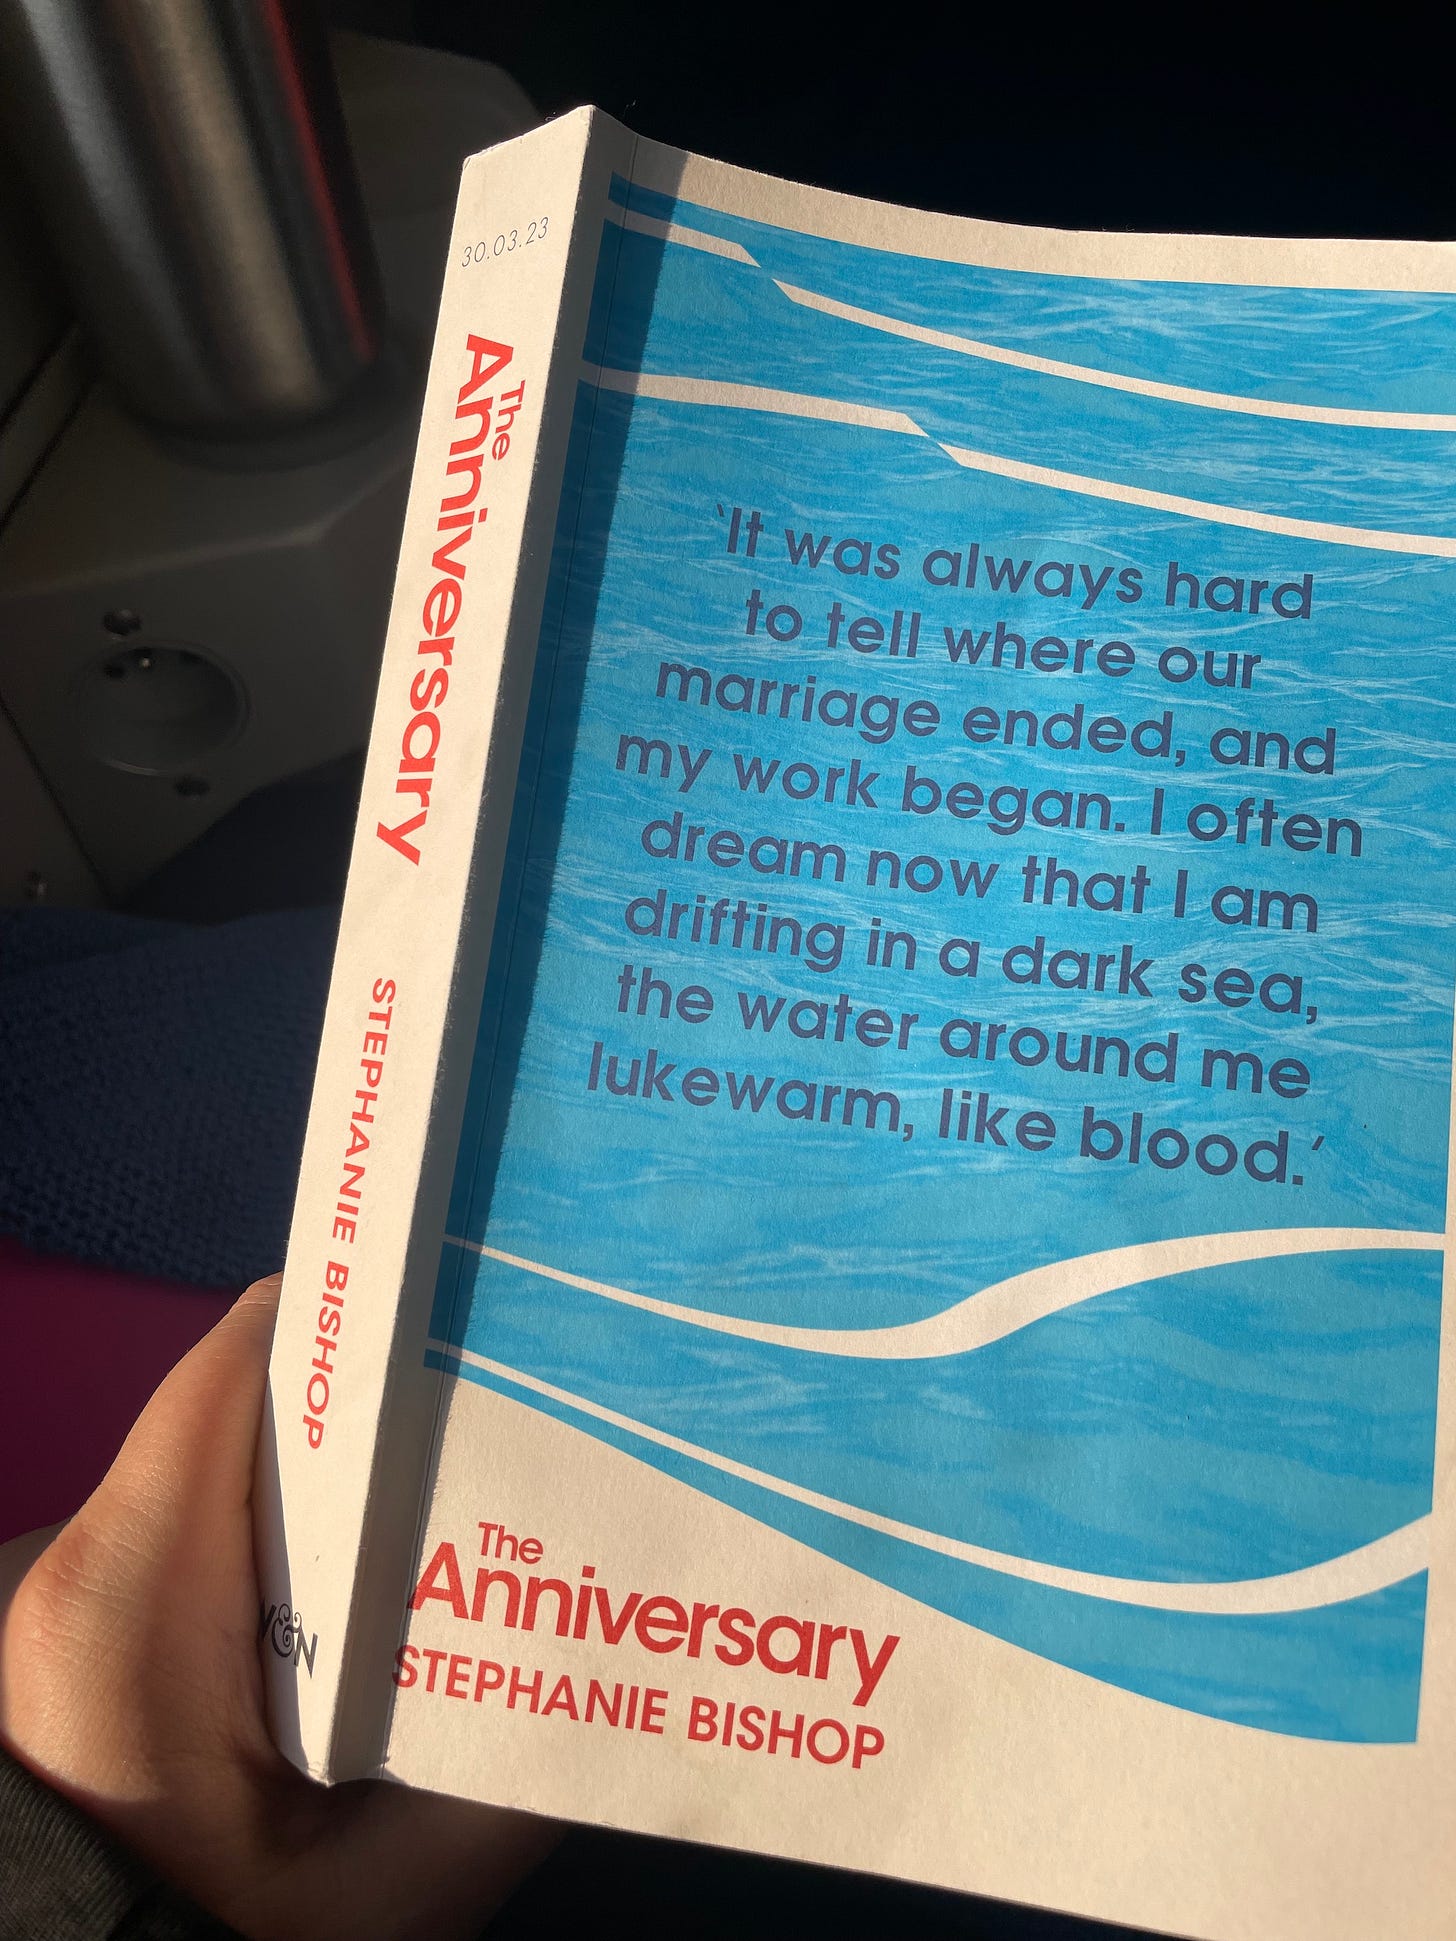 30.03.23
The
Anniversary
STEPHANIE BISHOP
W&N
‘It was always hard
to tell where our
marriage ended, and
my work began. I often
dream now that I am
drifting in a dark sea,
the water around me
lukewarm, like blood.’
The
Anniversary
STEPHANIE BISHOP